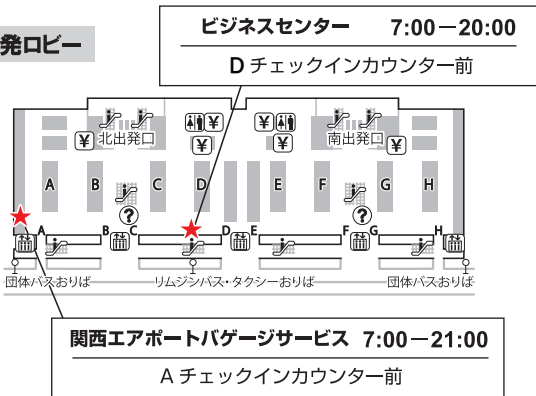 発ロビー
ビジネスセンター 7:00－20:00
D チェックインカウンター前
¥ ¥ ¥ ¥ ¥ ¥
北出発口 南出発口
A B C D E F G H
? ?
A B C D E F G H
団体バスおりば リムジンバス・タクシーおりば 団体バスおりば
関西エアポートバゲージサービス 7:00－21:00
A チェックインカウンター前